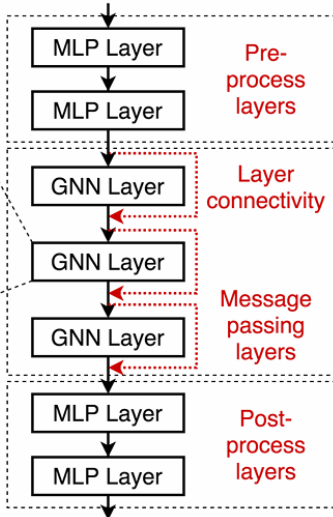 MLP Layer
MLP Layer
Pre-
process
layers
GNN Layer
Layer
connectivity
GNN Layer
GNN Layer
Message
passing
layers
MLP Layer
MLP Layer
Post-
process
layers